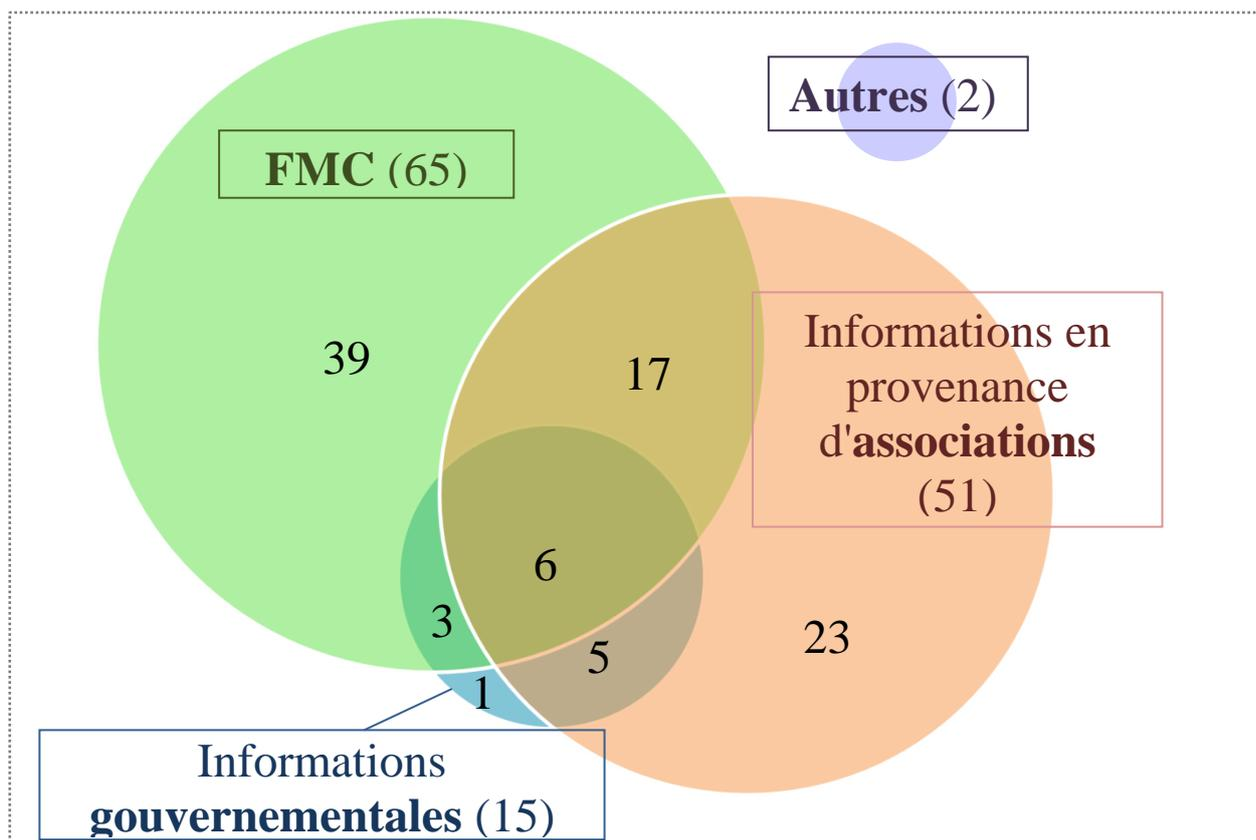 Autres (2)
FMC (65)
39
17
Informations en
provenance
d'associations
(51)
6
3
5
23
1
Informations
gouvernementales (15)